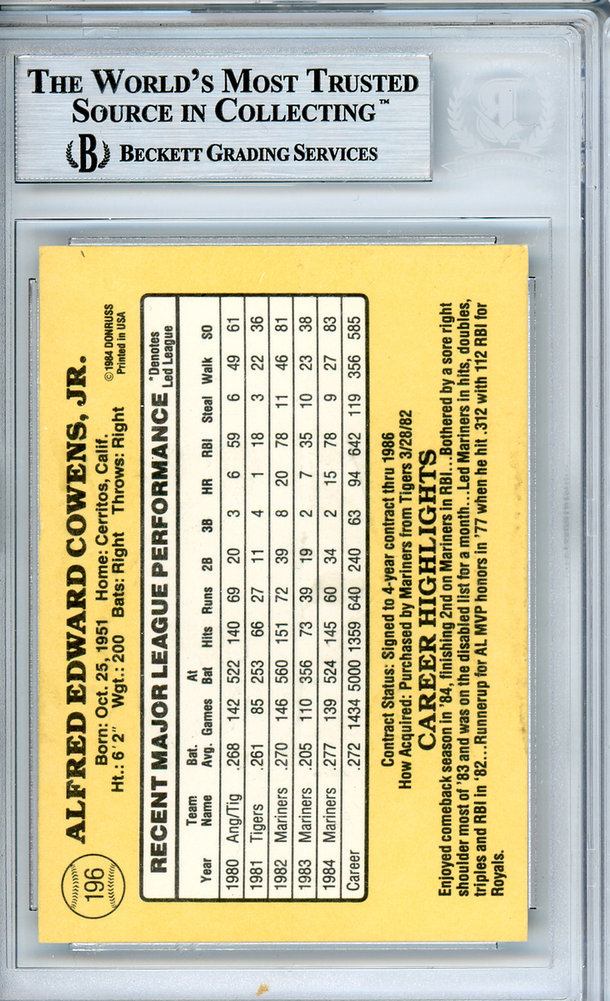 THE WORLD'S MOST TRUSTED
SOURCE IN COLLECTING™
B BECKETT GRADING SERVICES
196
ALFRED EDWARD COWENS, JR.
Born: Oct. 25, 1951 Home: Cerritos, Calif.
Ht.: 6'2" Wgt.: 200 Bats: Right Throws: Right
©1984 DONRUSS
Printed in USA
RECENT MAJOR LEAGUE PERFORMANCE *Denotes Led League
Year Team Name Bat. Avg. Games At Bat Hits Runs 2B 3B HR RBI Steal Walk SO
1980 Ang/Tig .268 142 522 140 69 20 3 6 59 6 49 61
1981 Tigers .261 85 253 66 27 11 4 1 18 3 22 36
1982 Mariners .270 146 560 151 72 39 8 20 78 11 46 81
1983 Mariners .205 110 356 73 39 19 2 7 35 10 23 38
1984 Mariners .277 139 524 145 60 34 2 15 78 9 27 83
Career .272 1434 5000 1359 640 240 63 94 642 119 356 585
Contract Status: Signed to 4-year contract thru 1986
How Acquired: Purchased by Mariners from Tigers 3/28/82
CAREER HIGHLIGHTS
Enjoyed comeback season in '84, finishing 2nd on Mariners in RBI...Bothered by a sore right
shoulder most of '83 and was on the disabled list for a month...Led Mariners in hits, doubles,
triples and RBI in '82...Runnerup for AL MVP honors in '77 when he hit .312 with 112 RBI for
Royals.